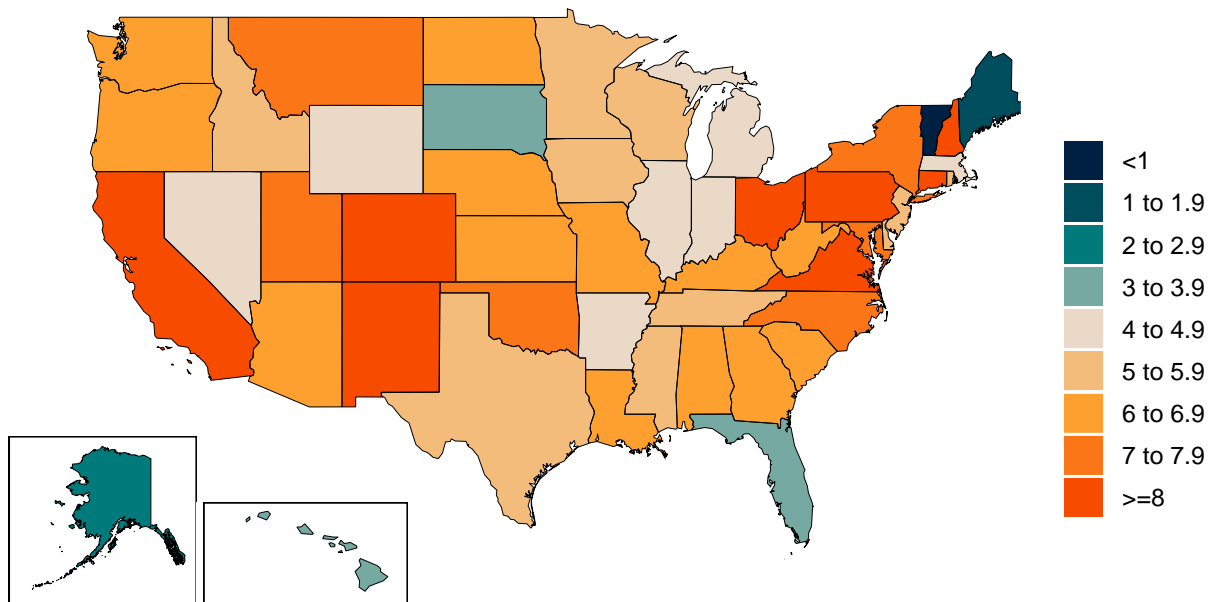 <1
1 to 1.9
2 to 2.9
3 to 3.9
4 to 4.9
5 to 5.9
6 to 6.9
7 to 7.9
>=8